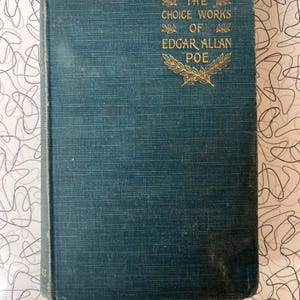 THE
CHOICE WORKS
OF
EDGAR ALLAN
POE